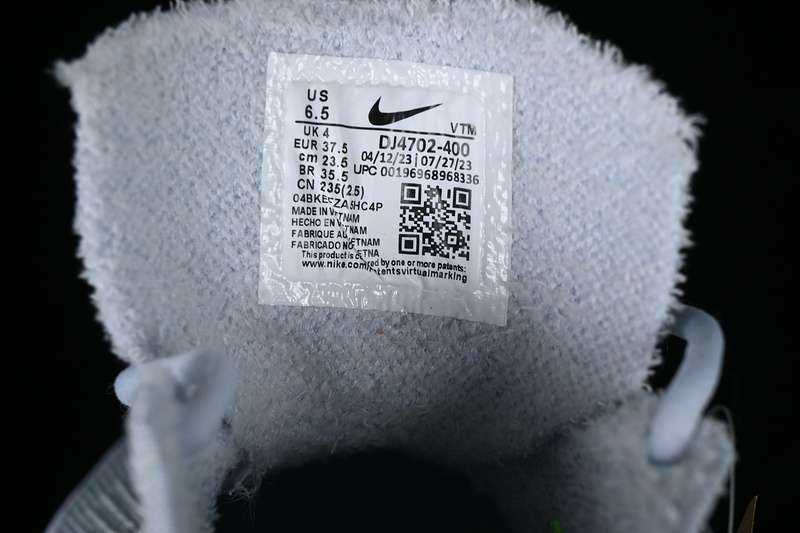 US
6.5
VTM
UK 4
EUR 37.5
cm 23.5
BR 35.5
CN 235(2.5)
DJ4702-400
04/12/23 | 07/27/23
UPC 00196968968336
MADE IN VIETNAM
HECHO EN VIETNAM
FABRIQUE AU VIETNAM
FABRICADO NO VIETNA
This product is by one or more patents:
www.nike.com/patentsvirtualmarking